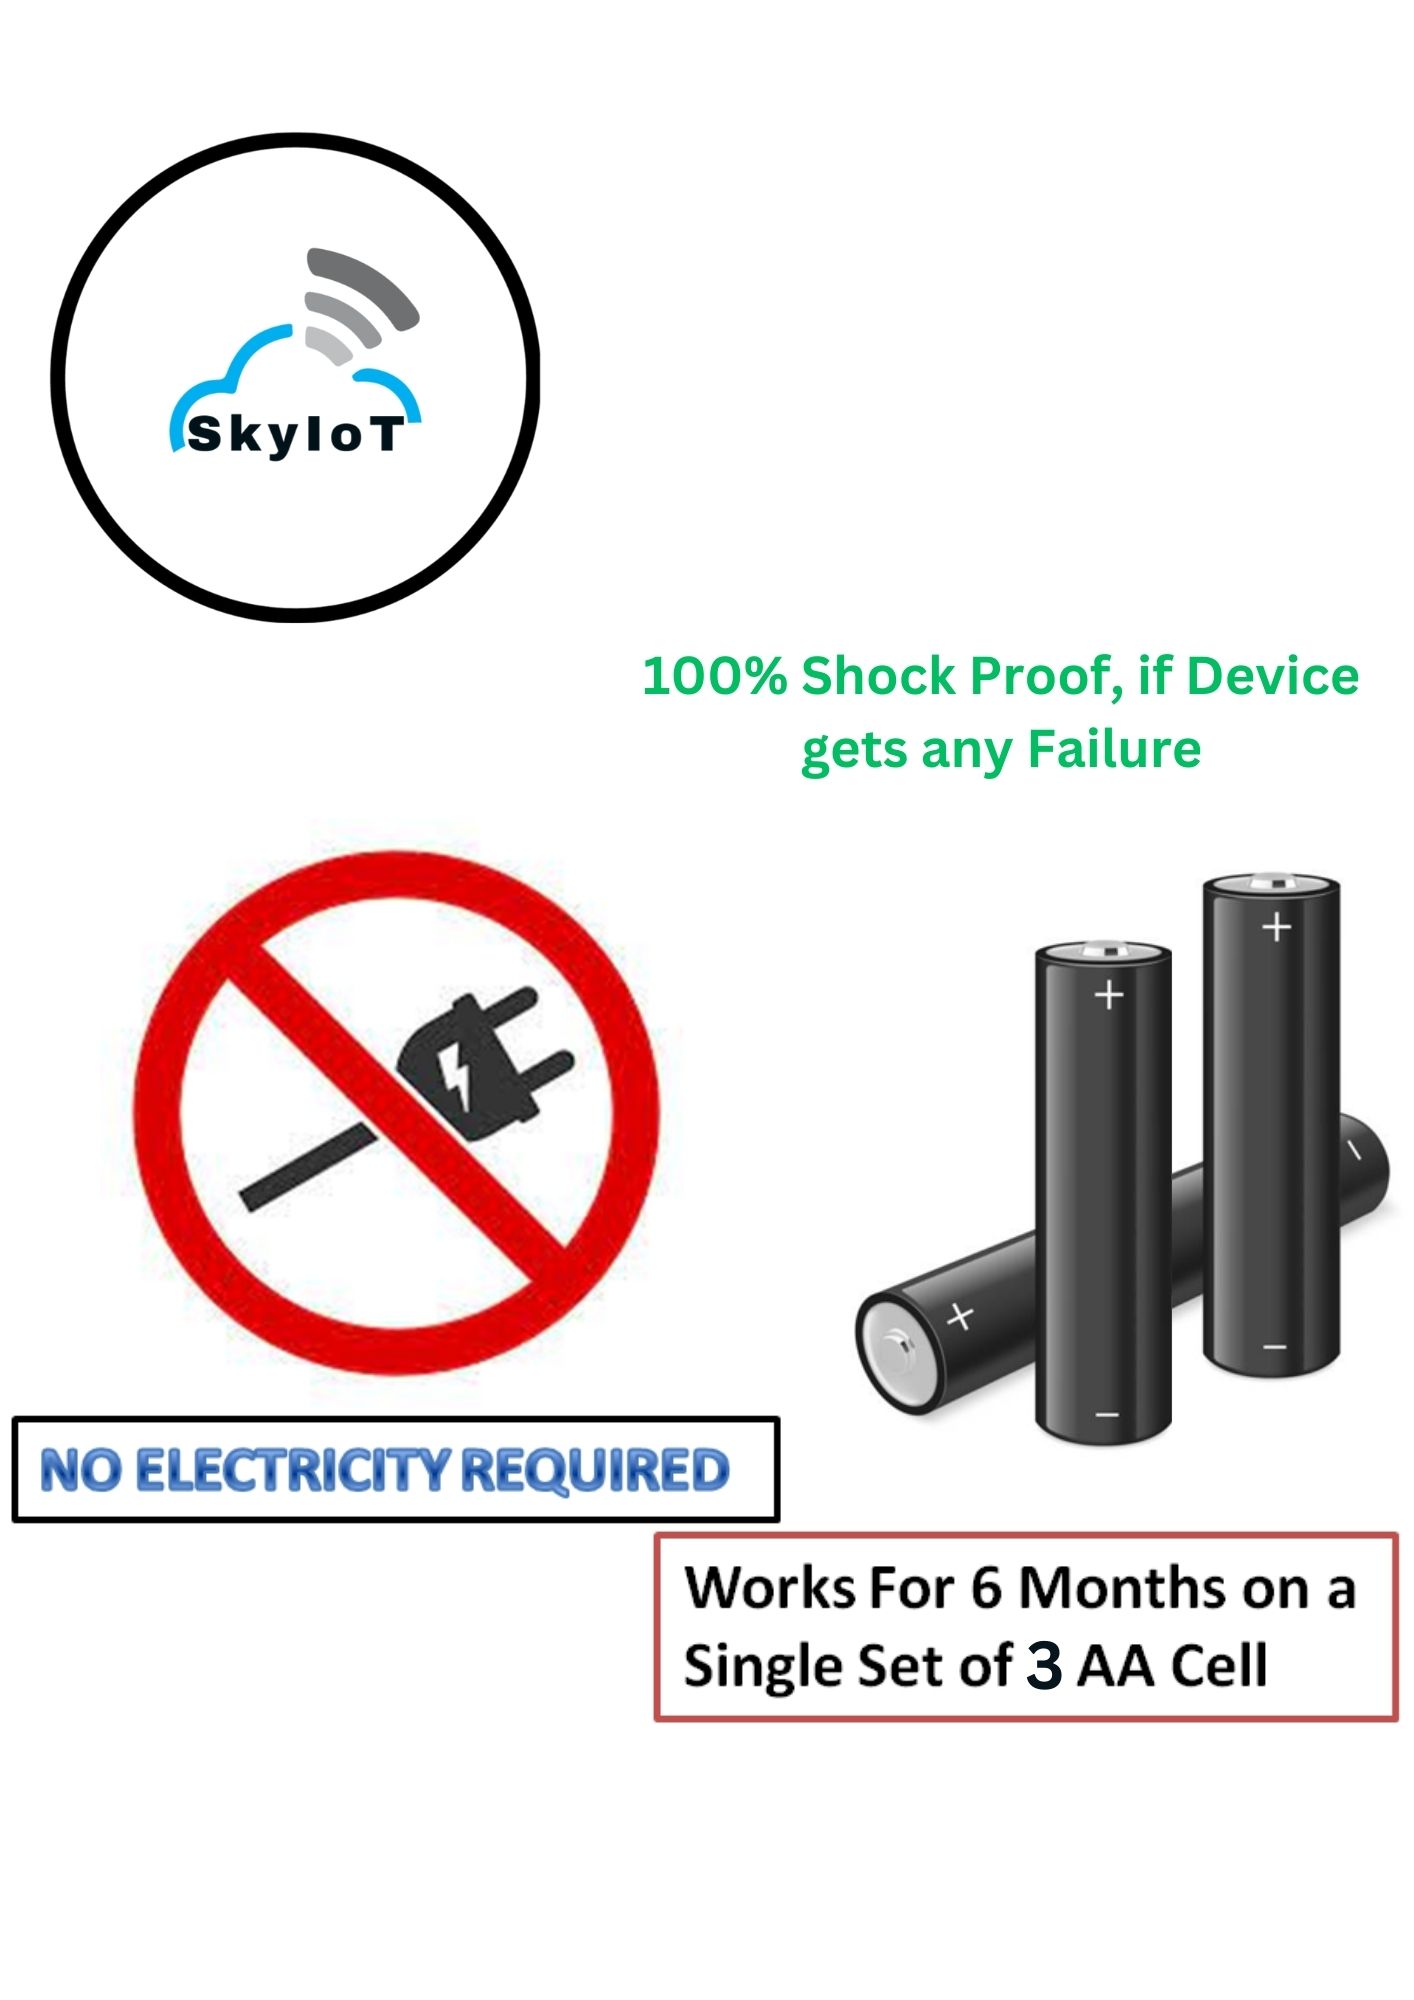 SkyIoT
100% Shock Proof, if Device
gets any Failure
NO ELECTRICITY REQUIRED
Works For 6 Months on a
Single Set of 3 AA Cell